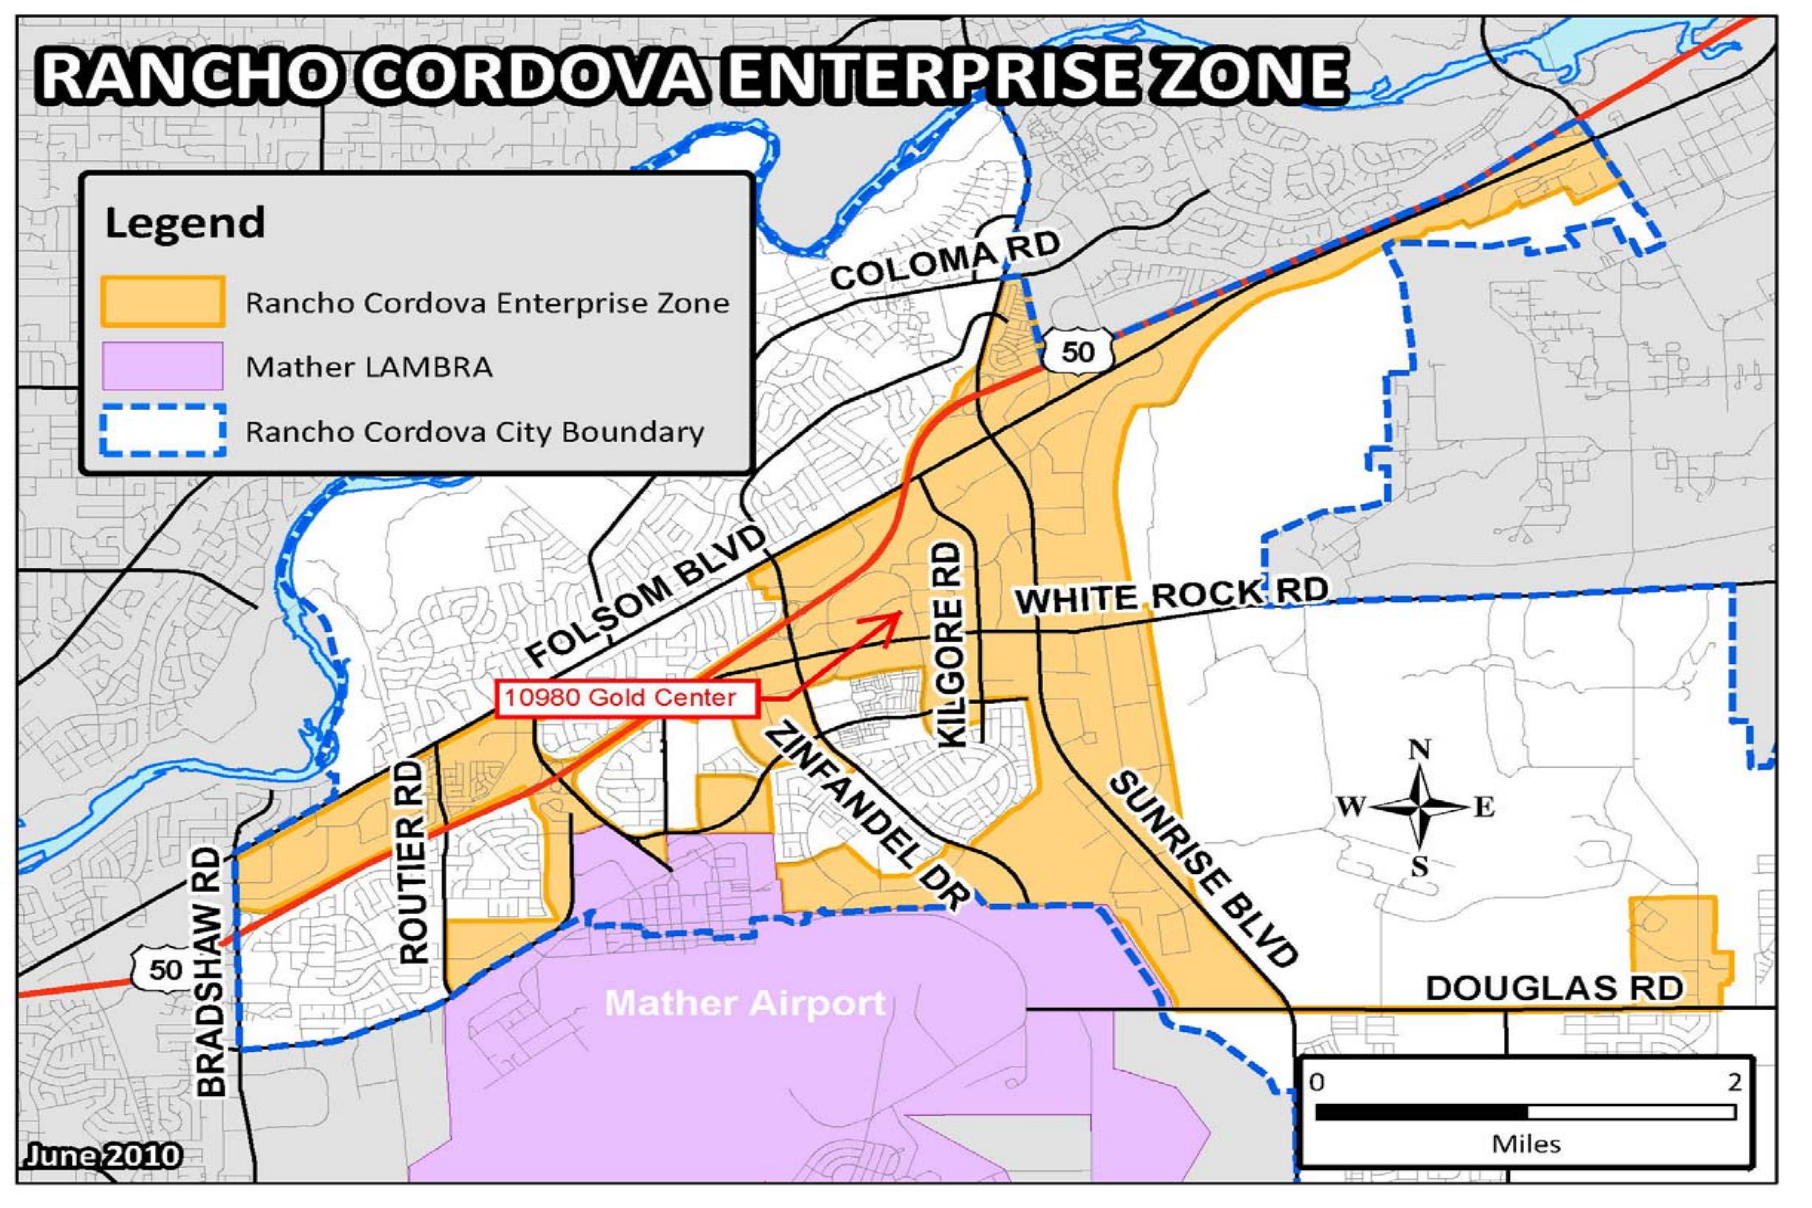 RANCHO CORDOVA ENTERPRISE ZONE
Legend
Rancho Cordova Enterprise Zone
Mather LAMBRA
Rancho Cordova City Boundary
COLOMA RD
50
FOLSOM BLVD
KILGORE RD
WHITE ROCK RD
10980 Gold Center
ZINFANDEL DR
SUNRISE BLVD
ROUTIER RD
BRADSHAW RD
50
N
W
E
S
DOUGLAS RD
Mather Airport
0
2
Miles
June 2010